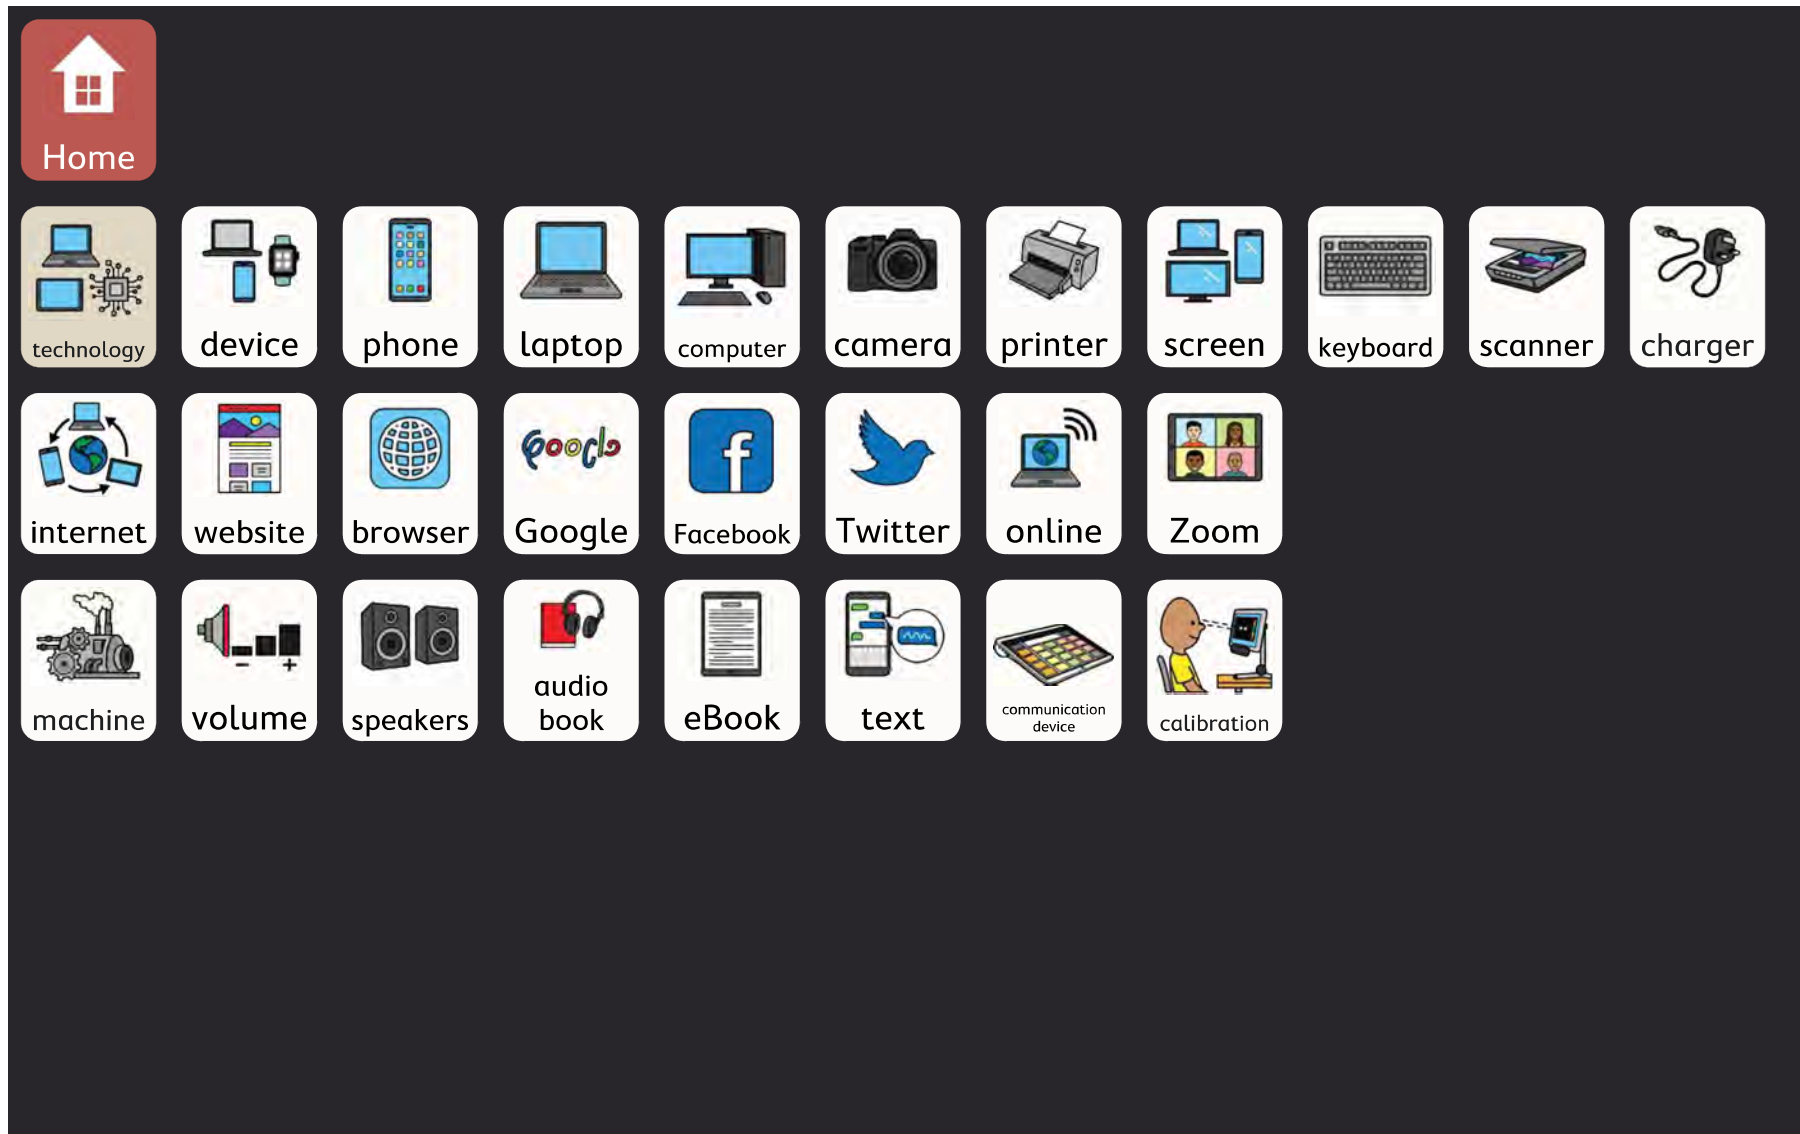 Home
technology
device
phone
laptop
computer
camera
printer
screen
keyboard
scanner
charger
internet
website
browser
Google
Facebook
Twitter
online
Zoom
machine
volume
speakers
audio
book
eBook
text
communication
device
calibration